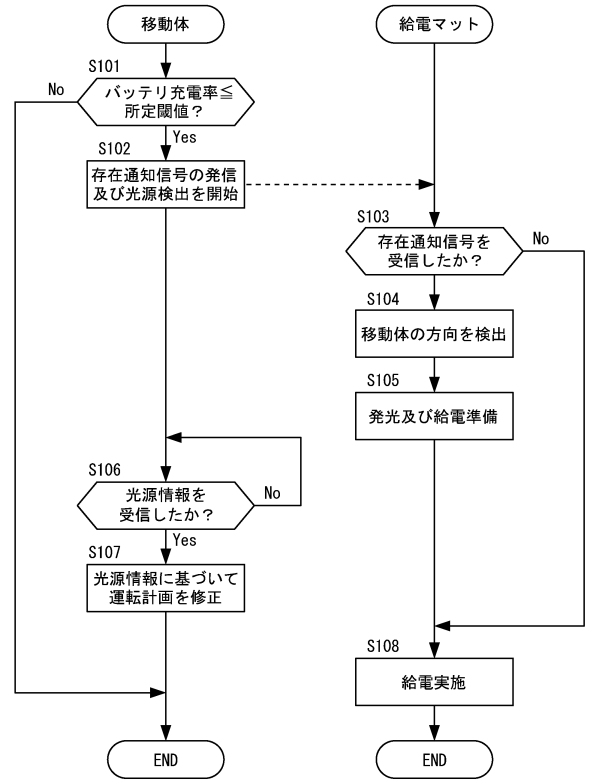 移動体
S101
バッテリ充電率≦
所定閾値？
No
Yes
S102
存在通知信号の発信
及び光源検出を開始
S106
光源情報を
受信したか？
No
Yes
S107
光源情報に基づいて
運転計画を修正
END
給電マット
S103
存在通知信号を
受信したか？
No
S104
移動体の方向を検出
S105
発光及び給電準備
S108
給電実施
END